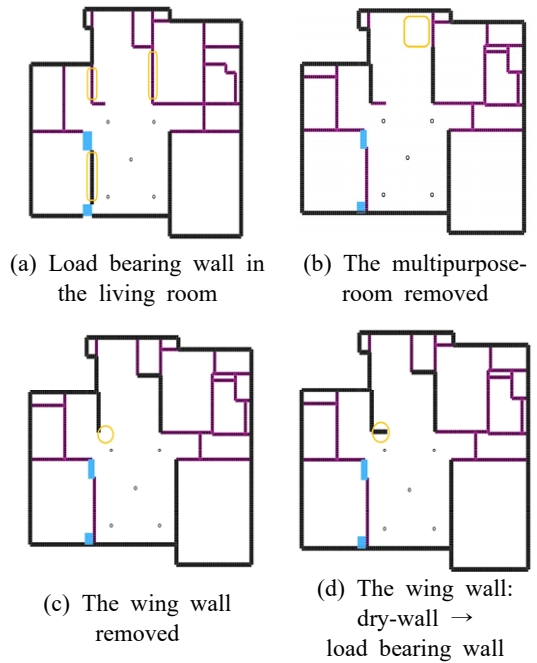 (a) Load bearing wall in
the living room
(b) The multipurpose-
room removed
(c) The wing wall
removed
(d) The wing wall:
dry-wall →
load bearing wall